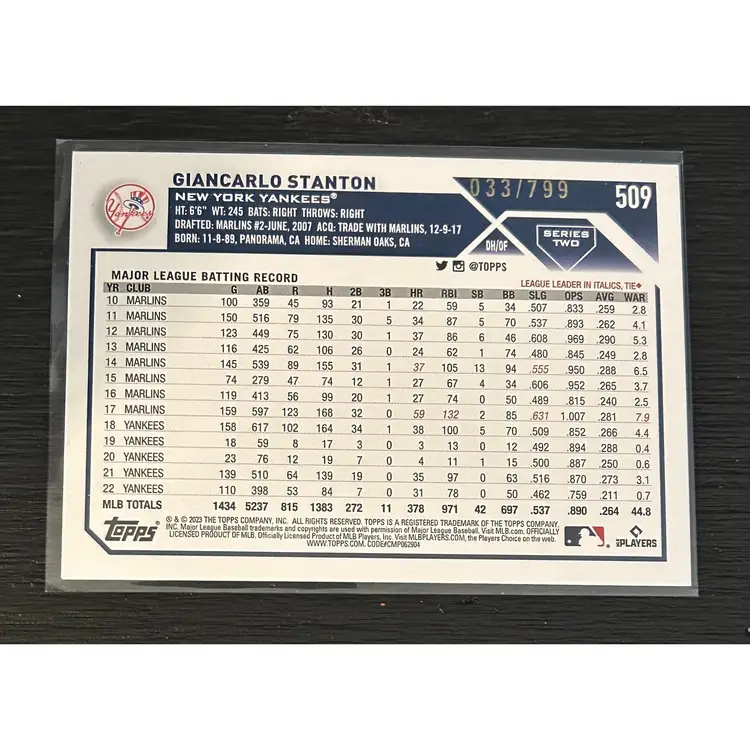 GIANCARLO STANTON 033/799 509
Yankees
NEW YORK YANKEES®
HT: 6'6" WT: 245 BATS: RIGHT THROWS: RIGHT
DRAFTED: MARLINS #2-JUNE, 2007 ACQ: TRADE WITH MARLINS, 12-9-17
BORN: 11-8-89, PANORAMA, CA HOME: SHERMAN OAKS, CA
DH/OF
SERIES
TWO
@TOPPS
MAJOR LEAGUE BATTING RECORD LEAGUE LEADER IN ITALICS, TIE◆
YR CLUB G AB R H 2B 3B HR RBI SB BB SLG OPS AVG WAR
10 MARLINS 100 359 45 93 21 1 22 59 5 34 .507 .833 .259 2.8
11 MARLINS 150 516 79 135 30 5 34 87 5 70 .537 .893 .262 4.1
12 MARLINS 123 449 75 130 30 1 37 86 6 46 .608 .969 .290 5.3
13 MARLINS 116 425 62 106 26 0 24 62 1 74 .480 .845 .249 2.8
14 MARLINS 145 539 89 155 31 1 37 105 13 94 .555 .950 .288 6.5
15 MARLINS 74 279 47 74 12 1 27 67 4 34 .606 .952 .265 3.7
16 MARLINS 119 413 56 99 20 1 27 74 0 50 .489 .815 .240 2.5
17 MARLINS 159 597 123 168 32 0 59 132 2 85 .631 1.007 .281 7.9
18 YANKEES 158 617 102 164 34 1 38 100 5 70 .509 .852 .266 4.4
19 YANKEES 18 59 8 17 3 0 3 13 0 12 .492 .894 .288 0.4
20 YANKEES 23 76 12 19 7 0 4 11 1 15 .500 .887 .250 0.6
21 YANKEES 139 510 64 139 19 0 35 97 0 63 .516 .870 .273 3.1
22 YANKEES 110 398 53 84 7 0 31 78 0 50 .462 .759 .211 0.7
MLB TOTALS 1434 5237 815 1383 272 11 378 971 42 697 .537 .890 .264 44.8
Topps
® & © 2023 THE TOPPS COMPANY, INC. ALL RIGHTS RESERVED. TOPPS IS A REGISTERED TRADEMARK OF THE TOPPS COMPANY,
INC. Major League Baseball trademarks and copyrights are used with permission of Major League Baseball. Visit MLB.com. OFFICIALLY
LICENSED PRODUCT OF MLB. Officially Licensed Product of MLB Players, Inc. Visit MLBPLAYERS.COM, the Players Choice on the web.
WWW.TOPPS.COM. CODE#CMP062904
PLAYERS